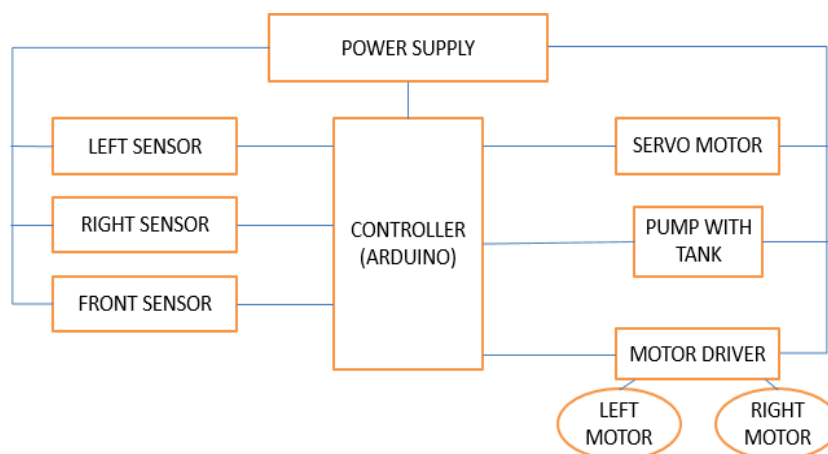 POWER SUPPLY
LEFT SENSOR
RIGHT SENSOR
FRONT SENSOR
CONTROLLER
(ARDUINO)
SERVO MOTOR
PUMP WITH
TANK
MOTOR DRIVER
LEFT
MOTOR
RIGHT
MOTOR